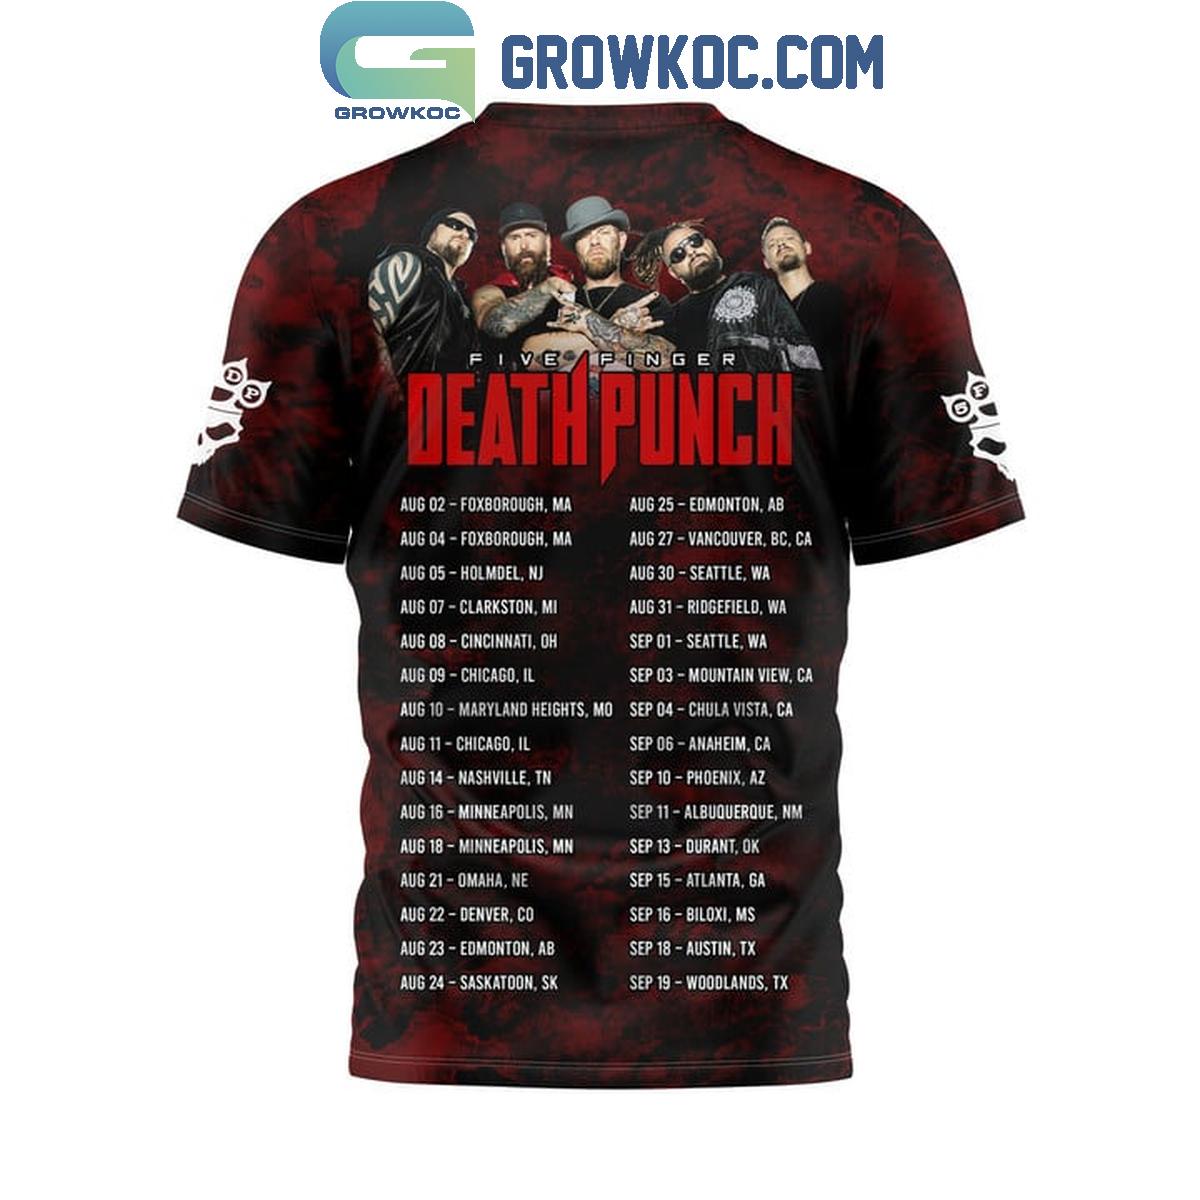 GROWKOC
GROWKOC.COM
FIVE FINGER
DEATH PUNCH
DP
5F
AUG 02 – FOXBOROUGH, MA
AUG 04 – FOXBOROUGH, MA
AUG 05 – HOLMDEL, NJ
AUG 07 – CLARKSTON, MI
AUG 08 – CINCINNATI, OH
AUG 09 – CHICAGO, IL
AUG 10 – MARYLAND HEIGHTS, MO
AUG 11 – CHICAGO, IL
AUG 14 – NASHVILLE, TN
AUG 16 – MINNEAPOLIS, MN
AUG 18 – MINNEAPOLIS, MN
AUG 21 – OMAHA, NE
AUG 22 – DENVER, CO
AUG 23 – EDMONTON, AB
AUG 24 – SASKATOON, SK
AUG 25 – EDMONTON, AB
AUG 27 – VANCOUVER, BC, CA
AUG 30 – SEATTLE, WA
AUG 31 – RIDGEFIELD, WA
SEP 01 – SEATTLE, WA
SEP 03 – MOUNTAIN VIEW, CA
SEP 04 – CHULA VISTA, CA
SEP 06 – ANAHEIM, CA
SEP 10 – PHOENIX, AZ
SEP 11 – ALBUQUERQUE, NM
SEP 13 – DURANT, OK
SEP 15 – ATLANTA, GA
SEP 16 – BILOXI, MS
SEP 18 – AUSTIN, TX
SEP 19 – WOODLANDS, TX